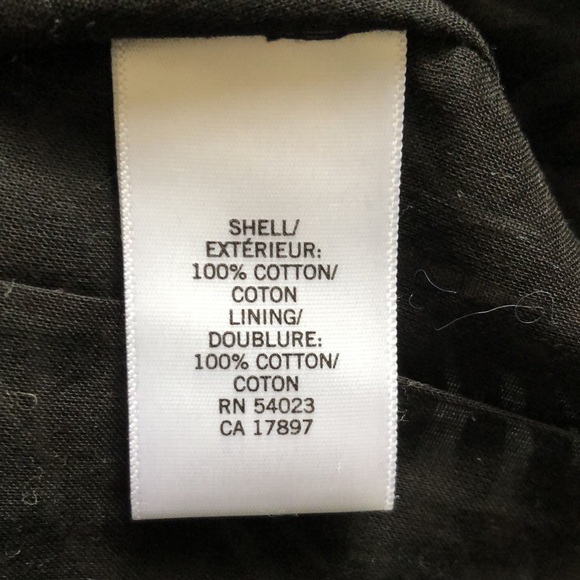 SHELL/
EXTÉRIEUR:
100% COTTON/
COTON
LINING/
DOUBLURE:
100% COTTON/
COTON
RN 54023
CA 17897